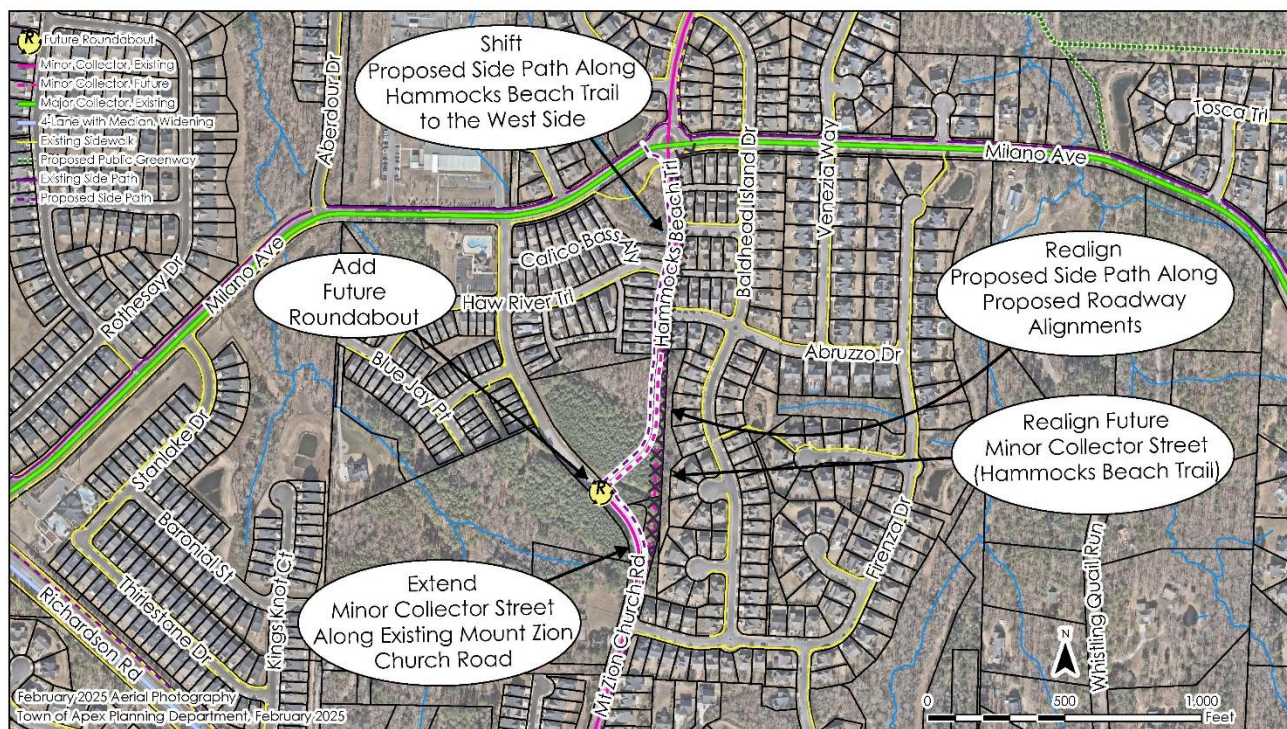 R
Future Roundabout
Minor Collector, Existing
Minor Collector, Future
Major Collector, Existing
4-Lane with Median, Widening
Existing Sidewalk
Proposed Public Greenway
Existing Side Path
Proposed Side Path
Aberdour Dr
Shift
Proposed Side Path Along
Hammocks Beach Trail
to the West Side
Tosca Trl
Milano Ave
Baldhead Island Dr
Venezia Way
Hammocks Beach Trl
Rothesay Dr
Milano Ave
Calico Bass Av
Haw River Trl
Add
Future
Roundabout
Realign
Proposed Side Path Along
Proposed Roadway
Alignments
Abruzzo Dr
Blue Jay Pt
Stanlake Dr
Realign Future
Minor Collector Street
(Hammocks Beach Trail)
R
Baronial St
Kings Knot Ct
Thirlestane Dr
Richardson Rd
Extend
Minor Collector Street
Along Existing Mount Zion
Church Road
Mt Zion Church Rd
Firenza Dr
Whistling Quail Run
N
0 500 1,000
Feet
February 2025 Aerial Photography
Town of Apex Planning Department, February 2025